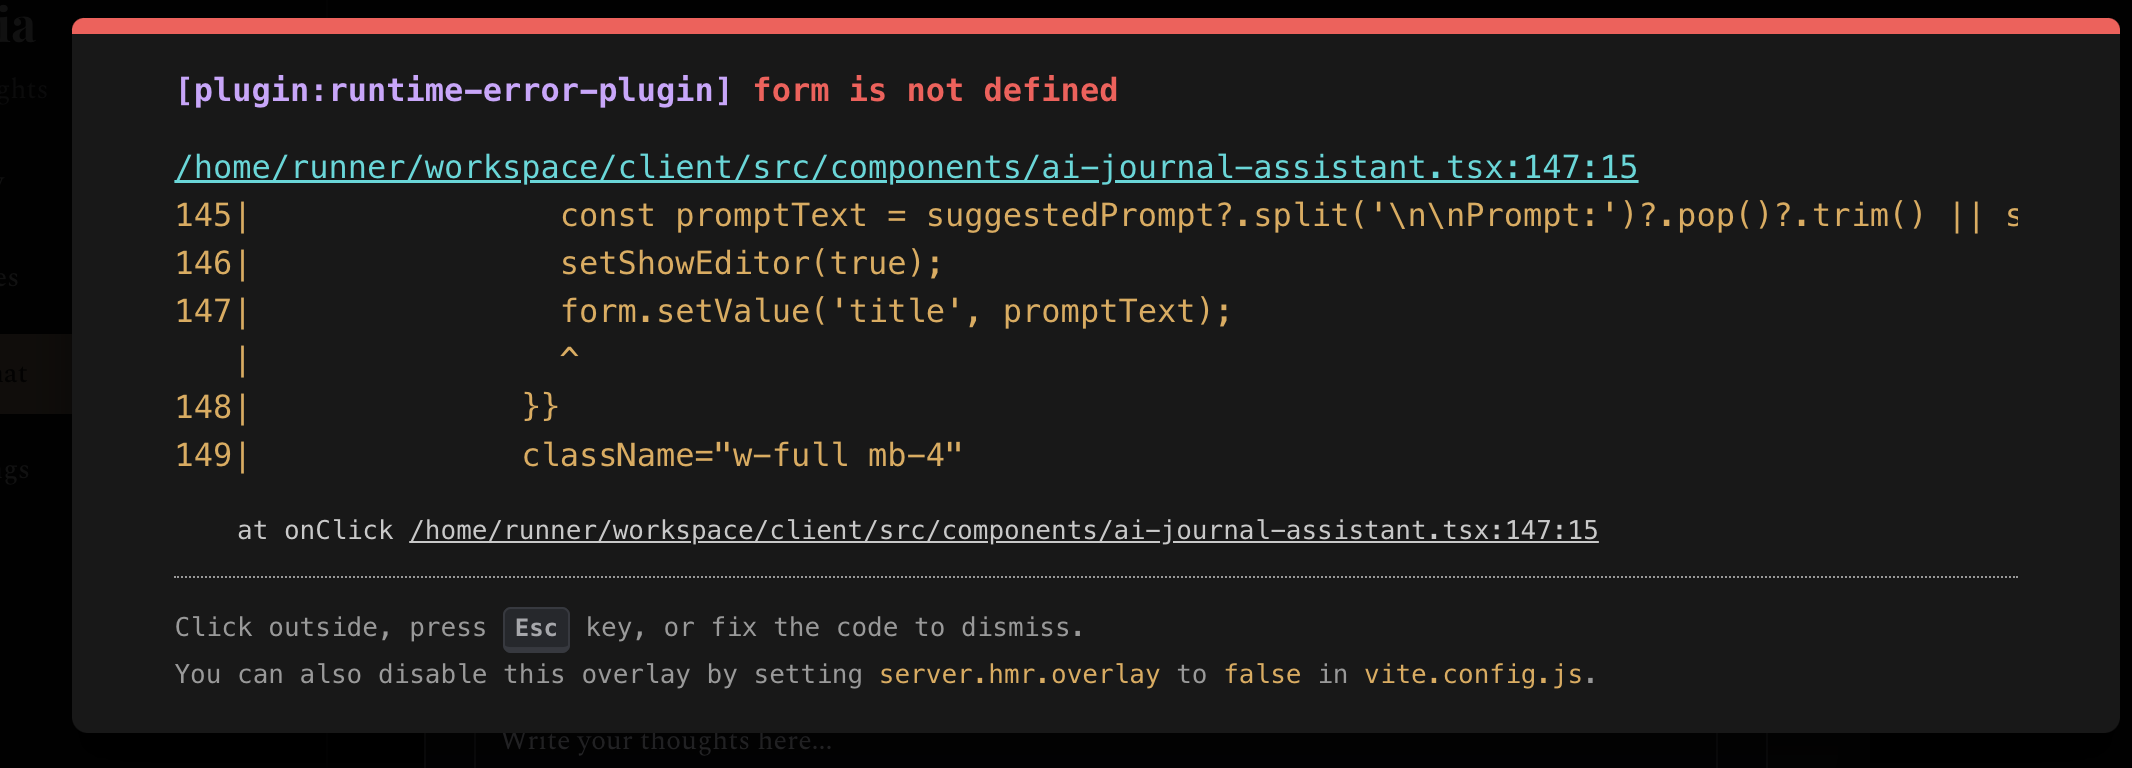 ia
ghts
[plugin:runtime-error-plugin] form is not defined
/home/runner/workspace/client/src/components/ai-journal-assistant.tsx:147:15
145|                const promptText = suggestedPrompt?.split('\n\nPrompt:')?.pop()?.trim() || s
146|                setShowEditor(true);
147|                form.setValue('title', promptText);
   |                ^
148|              }}
149|              className="w-full mb-4"
es
hat
gs
at onClick /home/runner/workspace/client/src/components/ai-journal-assistant.tsx:147:15
Click outside, press Esc key, or fix the code to dismiss.
You can also disable this overlay by setting server.hmr.overlay to false in vite.config.js.
Write your thoughts here...